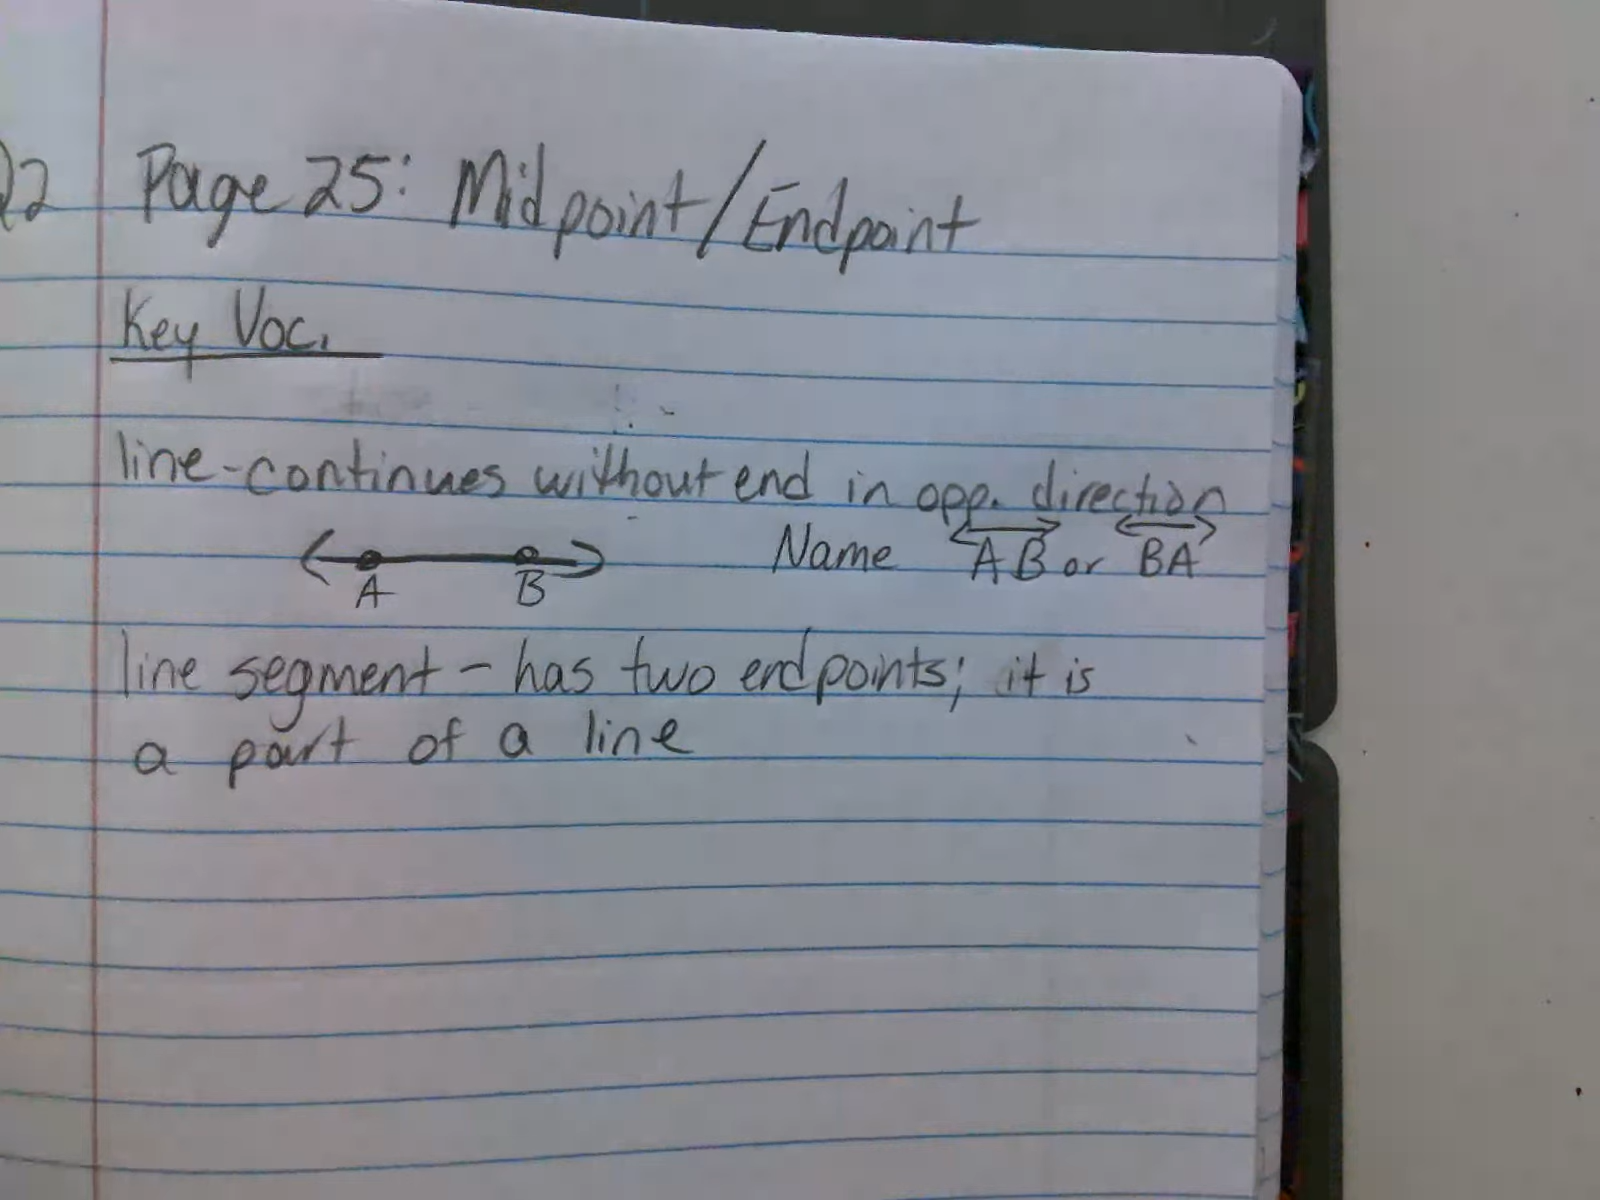 Q2 Page 25: Midpoint/Endpoint
Key Voc.
line-continues without end in opp. direction
A B Name AB or BA
line segment - has two endpoints; it is
a part of a line